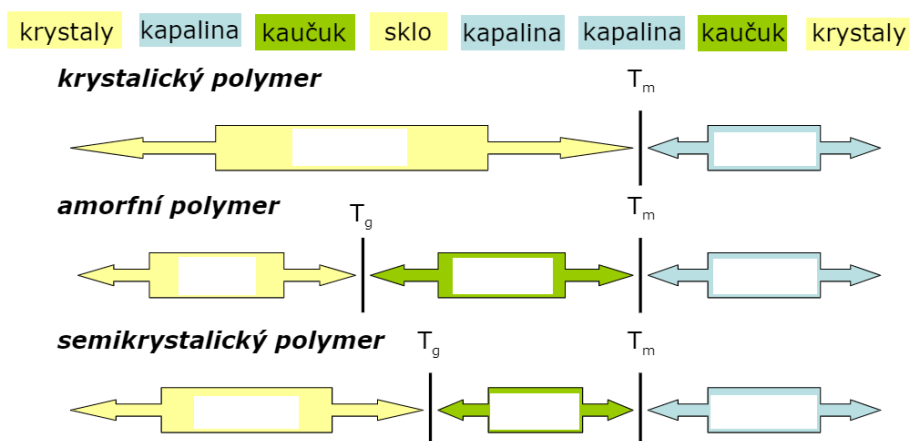 krystaly kapalina kaučuk sklo kapalina kapalina kaučuk krystaly
krystalický polymer Tm
amorfní polymer Tg Tm
semikrystalický polymer Tg Tm